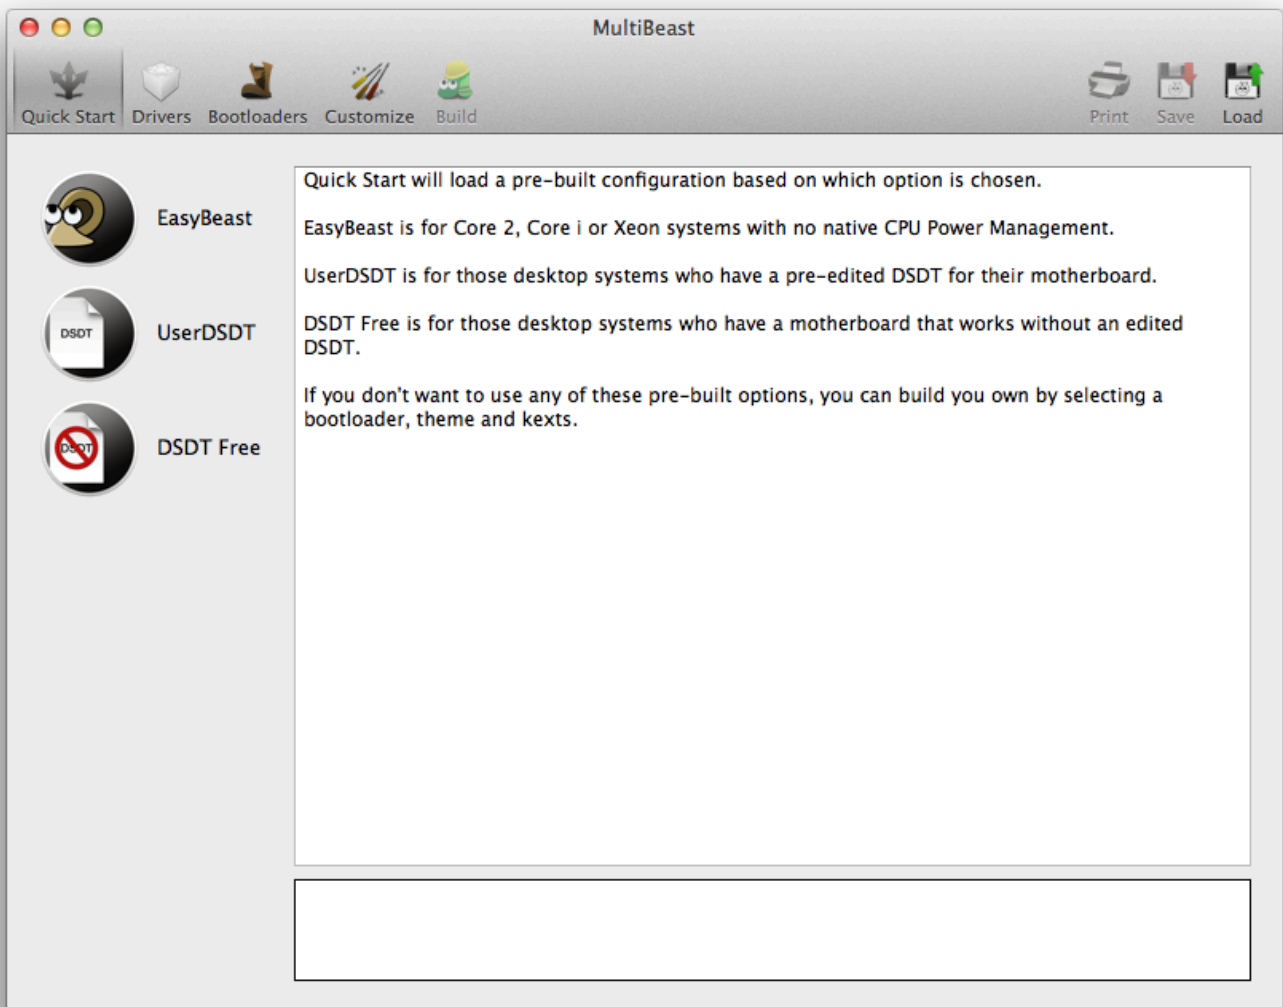 MultiBeast
Quick Start Drivers Bootloaders Customize Build Print Save Load
EasyBeast
UserDSDT
DSDT
DSDT Free
DSDT
Quick Start will load a pre-built configuration based on which option is chosen.
EasyBeast is for Core 2, Core i or Xeon systems with no native CPU Power Management.
UserDSDT is for those desktop systems who have a pre-edited DSDT for their motherboard.
DSDT Free is for those desktop systems who have a motherboard that works without an edited
DSDT.
If you don't want to use any of these pre-built options, you can build you own by selecting a
bootloader, theme and kexts.